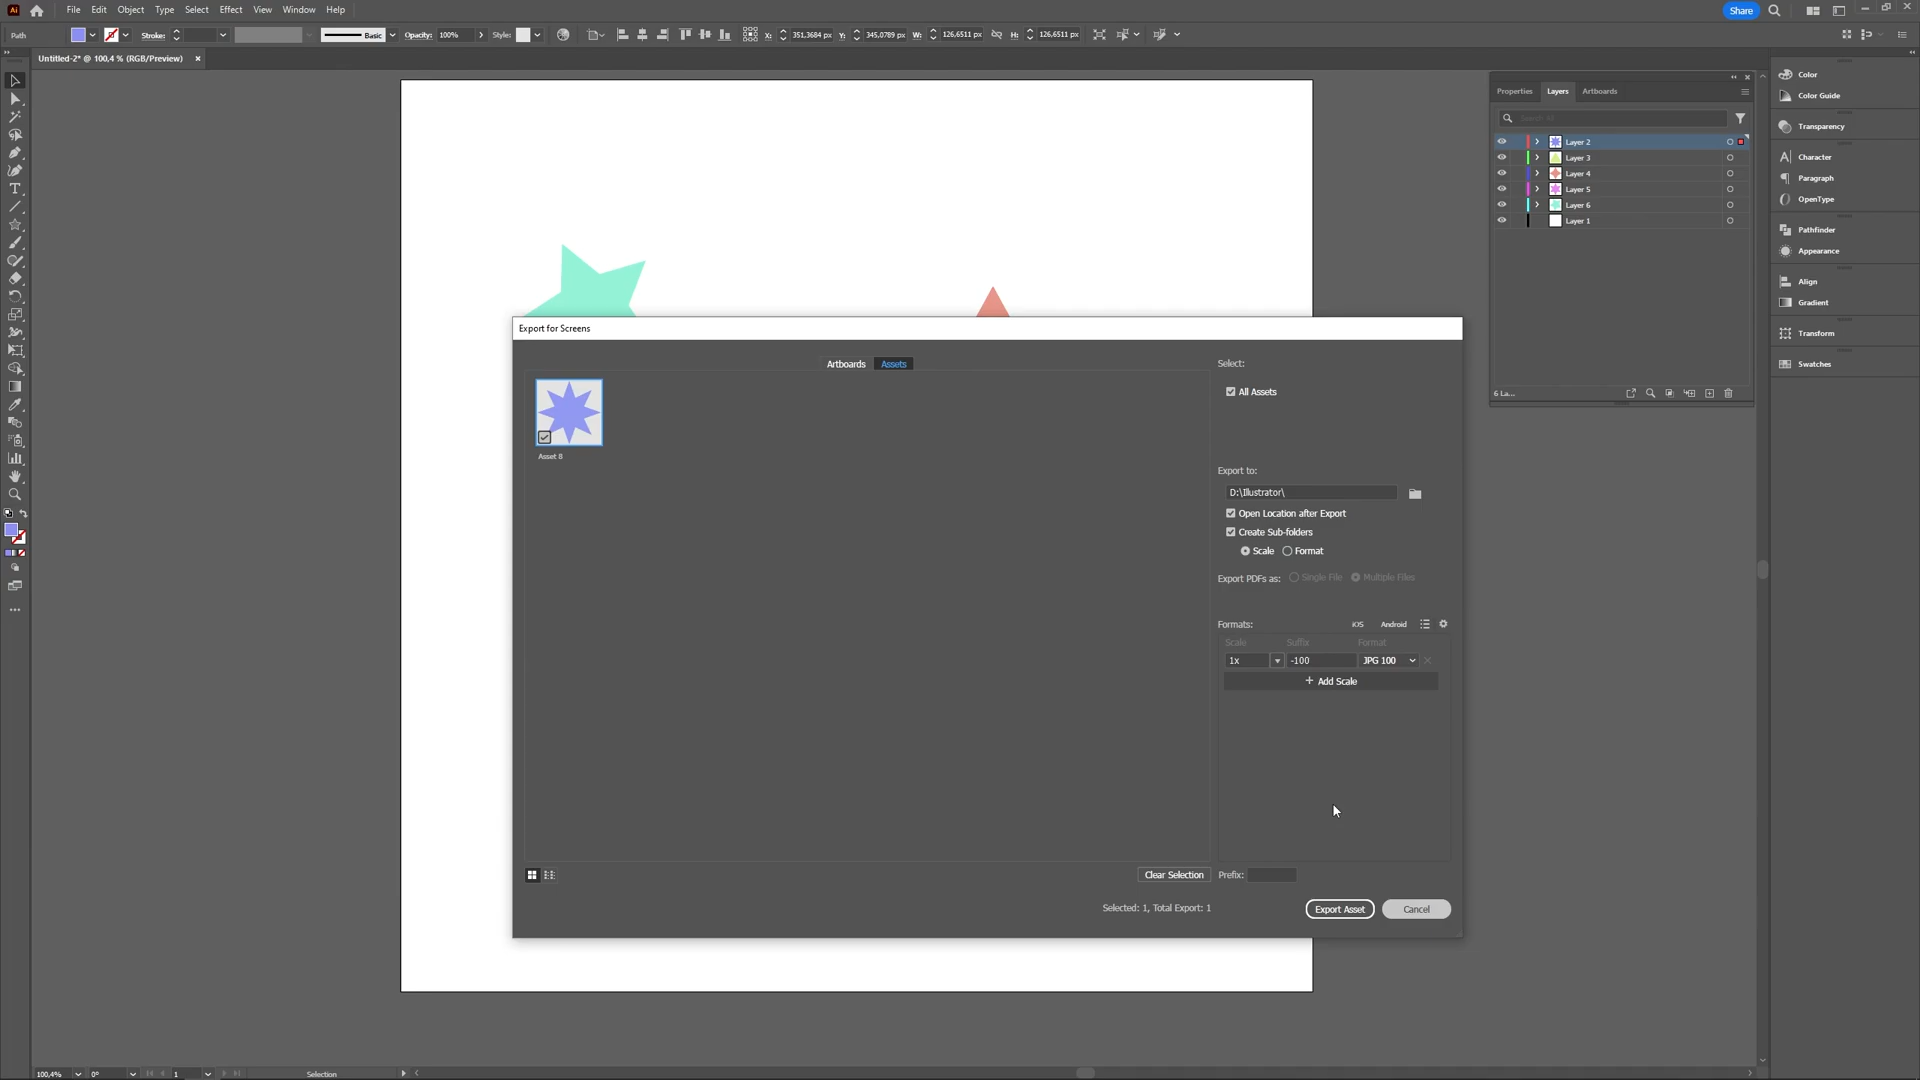 Ai File Edit Object Type Select Effect View Window Help Share
Path Stroke: Basic Opacity: 100% Style: X: 351,3684 px Y: 345,0789 px W: 126,6511 px H: 126,6511 px
Untitled-2* @ 100,4 % (RGB/Preview) ×
Properties Layers Artboards
Search All
Layer 2
Layer 3
Layer 4
Layer 5
Layer 6
Layer 1
6 La...
Color
Color Guide
Transparency
Character
Paragraph
OpenType
Pathfinder
Appearance
Align
Gradient
Transform
Swatches
Export for Screens
Artboards Assets
Asset 8
Select:
All Assets
Export to:
D:\Illustrator\
Open Location after Export
Create Sub-folders
Scale Format
Export PDFs as: Single File Multiple Files
Formats: iOS Android
Scale Suffix Format
1x -100 JPG 100
+ Add Scale
Clear Selection Prefix:
Selected: 1, Total Export: 1 Export Asset Cancel
100,4% 0° 1 Selection